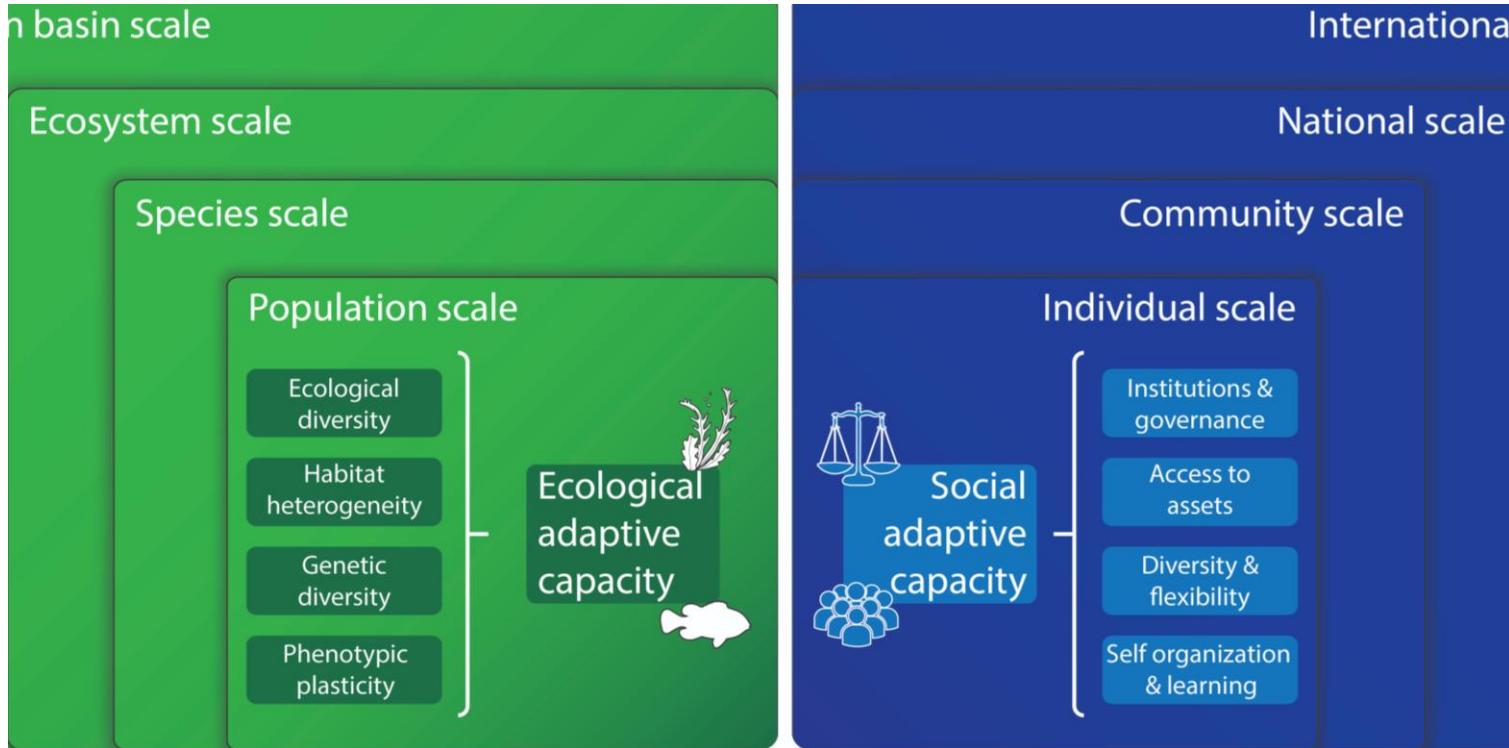 n basin scale
Ecosystem scale
Species scale
Population scale
Ecological
diversity
Habitat
heterogeneity
Genetic
diversity
Phenotypic
plasticity
Ecological
adaptive
capacity
Internationa
National scale
Community scale
Individual scale
Social
adaptive
capacity
Institutions &
governance
Access to
assets
Diversity &
flexibility
Self organization
& learning